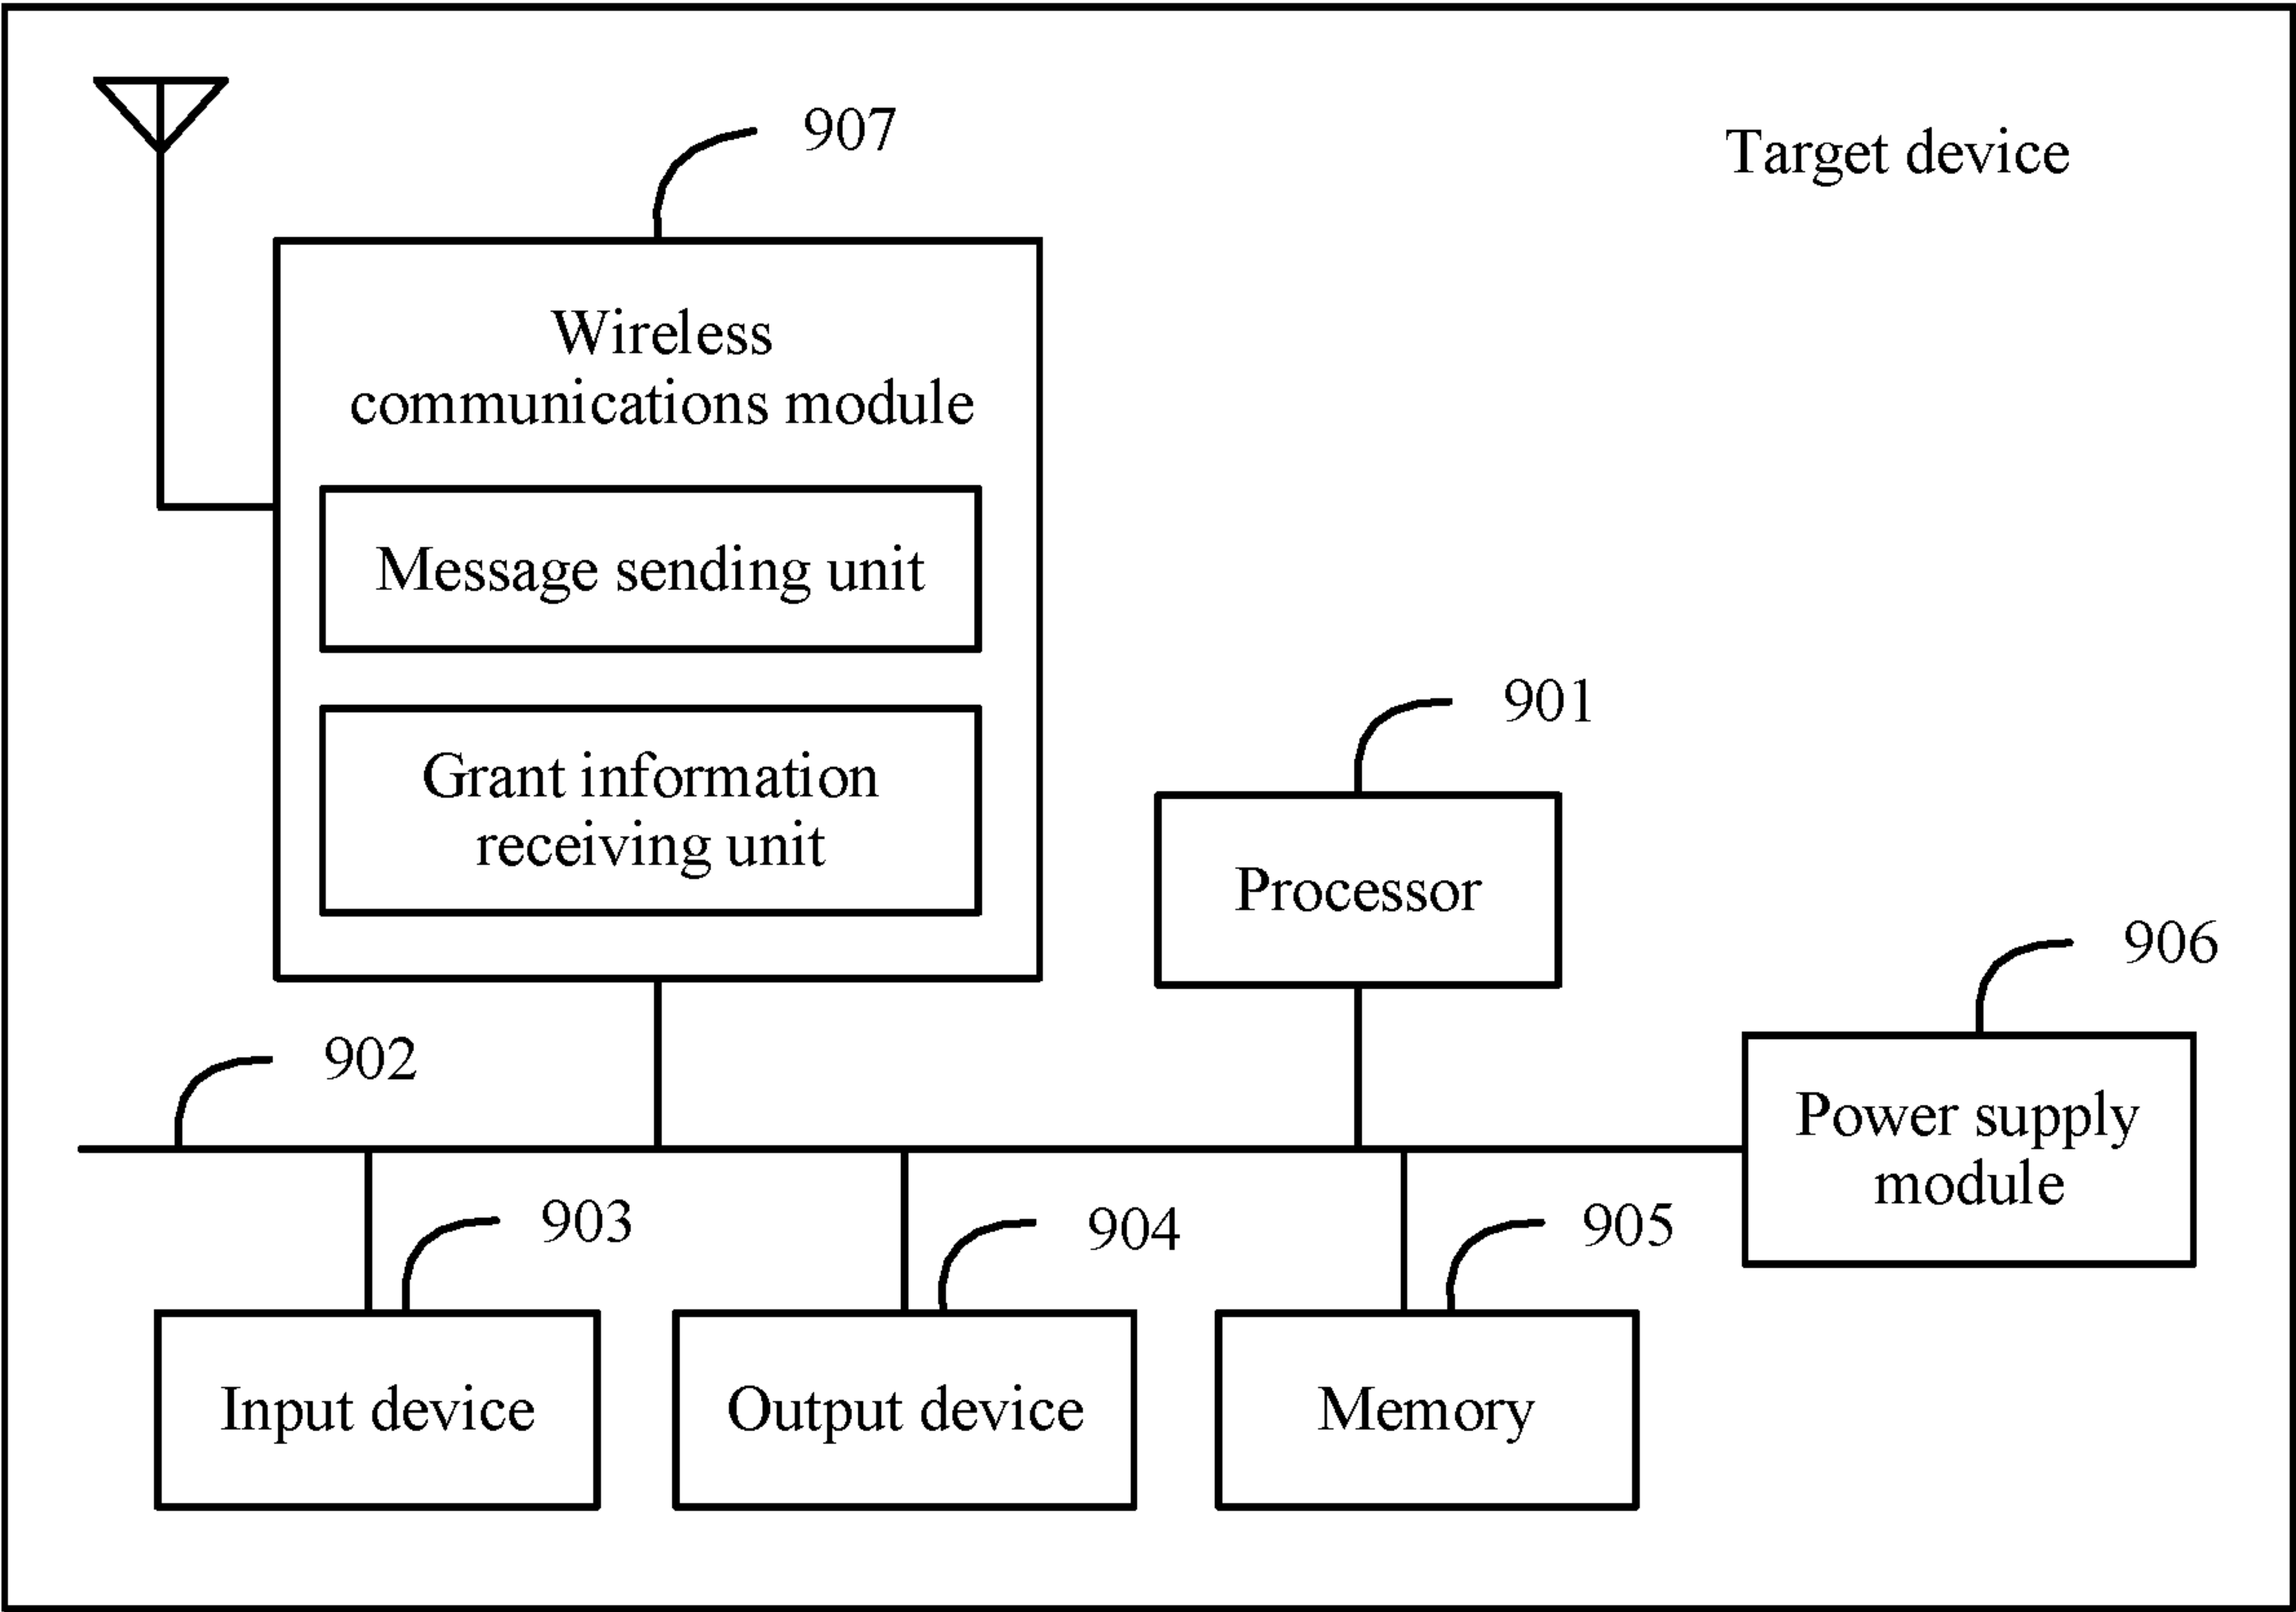 907
Target device
Wireless
communications module
Message sending unit
Grant information
receiving unit
901
Processor
906
Power supply
module
902
903
904
905
Input device
Output device
Memory